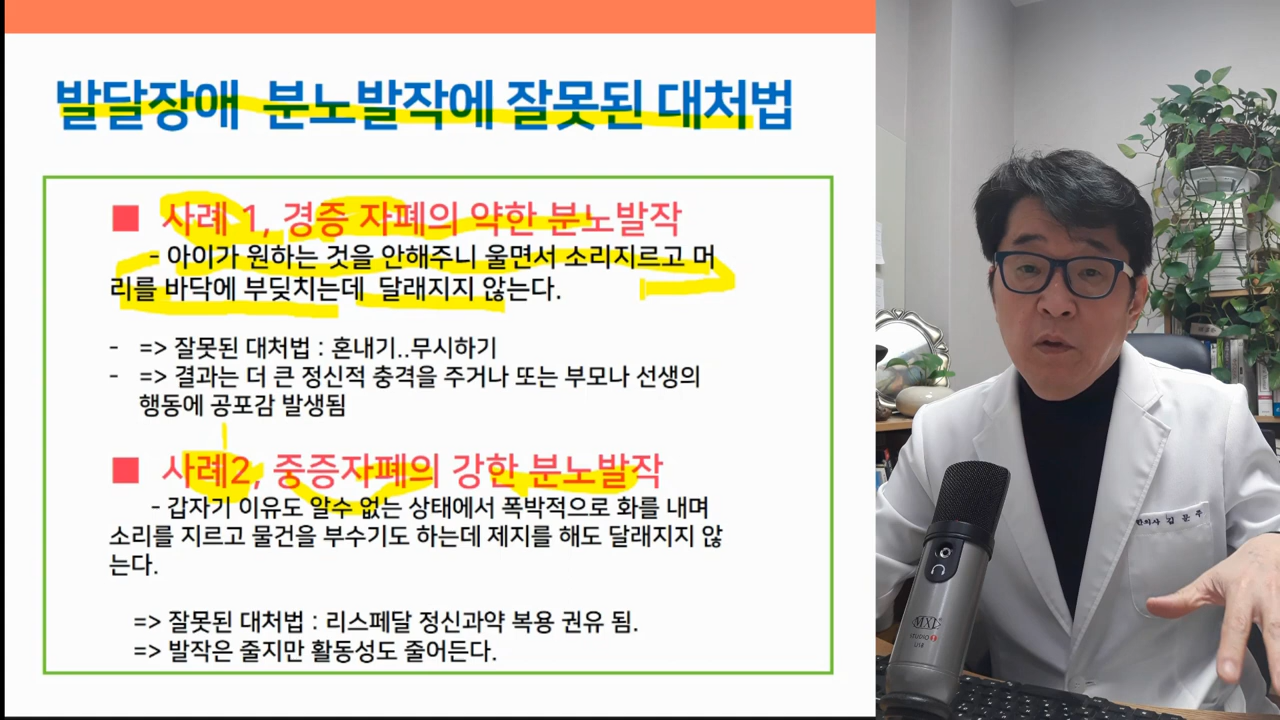 발달장애 분노발작에 잘못된 대처법
■ 사례 1, 경증 자폐의 약한 분노발작
- 아이가 원하는 것을 안해주니 울면서 소리지르고 머
리를 바닥에 부딪치는데 달래지지 않는다.
- => 잘못된 대처법 : 혼내기..무시하기
- => 결과는 더 큰 정신적 충격을 주거나 또는 부모나 선생의
행동에 공포감 발생됨
■ 사례2, 중증자폐의 강한 분노발작
- 갑자기 이유도 알수 없는 상태에서 폭박적으로 화를 내며
소리를 지르고 물건을 부수기도 하는데 제지를 해도 달래지지 않
는다.
=> 잘못된 대처법 : 리스페달 정신과약 복용 권유 됨.
=> 발작은 줄지만 활동성도 줄어든다.
한의사 김문주
MXL
STUDIO 1